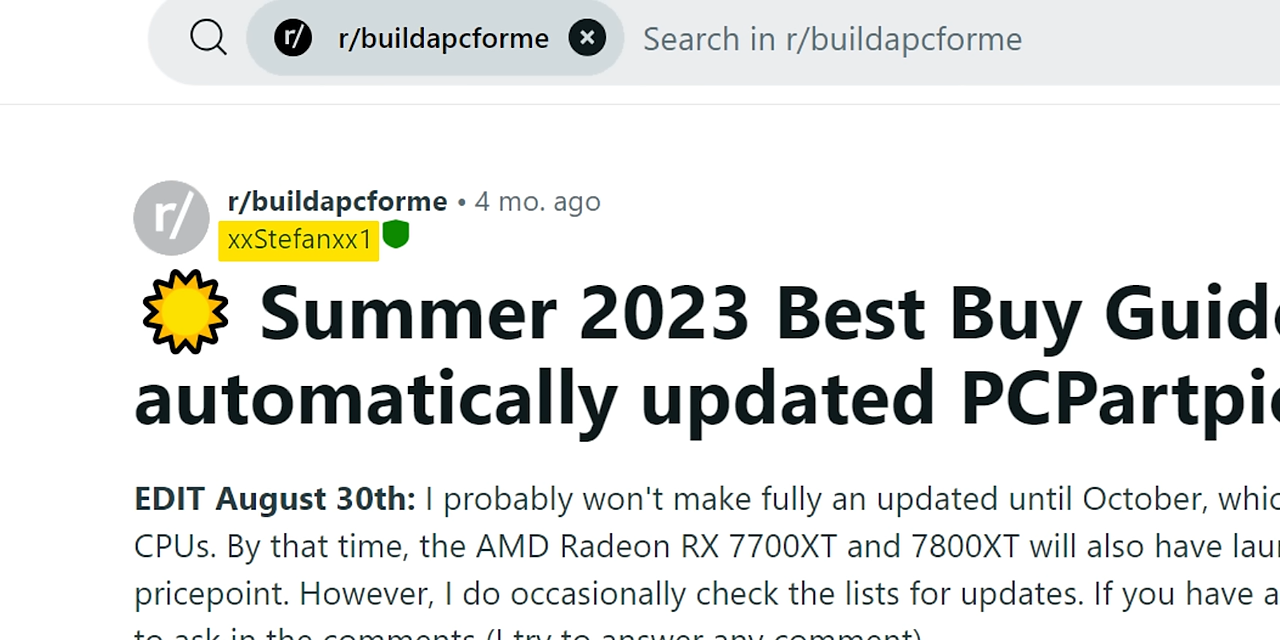 r/ r/buildapcforme Search in r/buildapcforme
r/ r/buildapcforme • 4 mo. ago
xxStefanxx1
Summer 2023 Best Buy Guide
automatically updated PCPartpic
EDIT August 30th: I probably won't make fully an updated until October, whic
CPUs. By that time, the AMD Radeon RX 7700XT and 7800XT will also have laun
pricepoint. However, I do occasionally check the lists for updates. If you have a
to ask in the comments (I try to answer any comment)